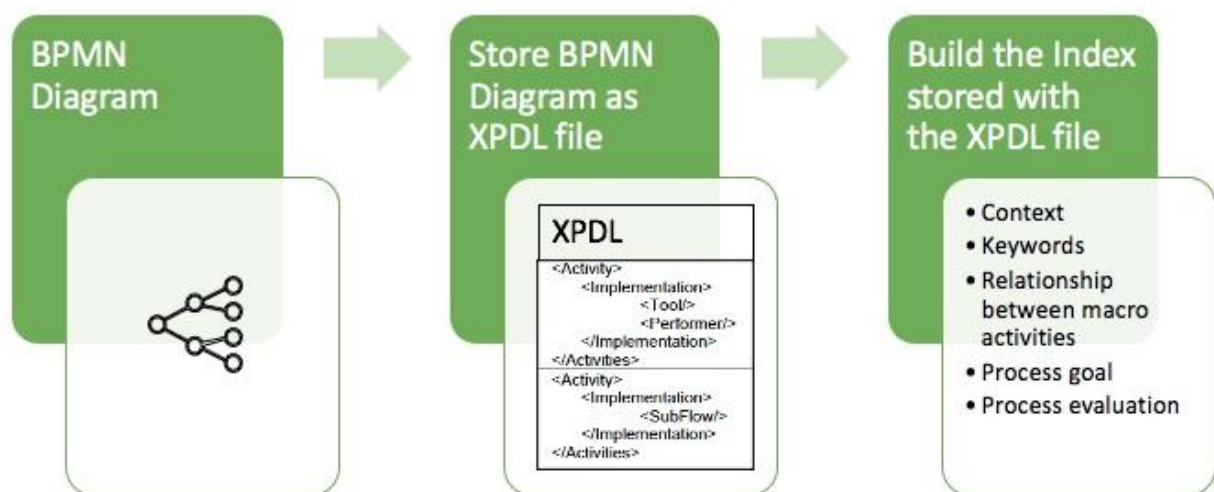 BPMN
Diagram
Store BPMN
Diagram as
XPDL file
XPDL
<Activity>
<Implementation>
<Tool/>
<Performer/>
</Implementation>
</Activities>
<Activity>
<Implementation>
<SubFlow/>
</Implementation>
</Activities>
Build the Index
stored with
the XPDL file
• Context
• Keywords
• Relationship
between macro
activities
• Process goal
• Process evaluation